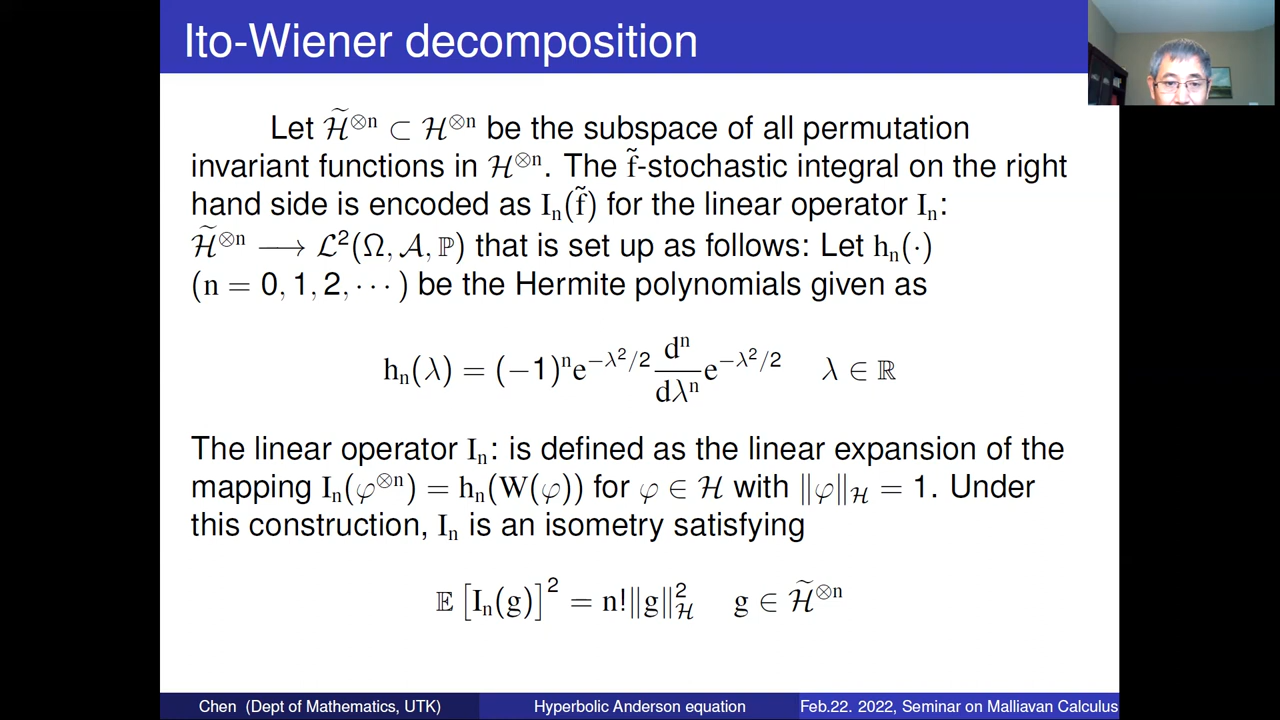 Ito-Wiener decomposition
Let H̃^{⊗n} ⊂ H^{⊗n} be the subspace of all permutation
invariant functions in H^{⊗n}. The f̃-stochastic integral on the right
hand side is encoded as I_n(f̃) for the linear operator I_n:
H̃^{⊗n} ⟶ L²(Ω, A, ℙ) that is set up as follows: Let h_n(·)
(n = 0, 1, 2, ⋯) be the Hermite polynomials given as
h_n(λ) = (−1)^n e^{−λ²/2} d^n/dλ^n e^{−λ²/2} λ ∈ ℝ
The linear operator I_n: is defined as the linear expansion of the
mapping I_n(φ^{⊗n}) = h_n(W(φ)) for φ ∈ H with ‖φ‖_H = 1. Under
this construction, I_n is an isometry satisfying
𝔼[I_n(g)]² = n!‖g‖²_H g ∈ H̃^{⊗n}
Chen (Dept of Mathematics, UTK) Hyperbolic Anderson equation Feb.22. 2022, Seminar on Malliavan Calculus